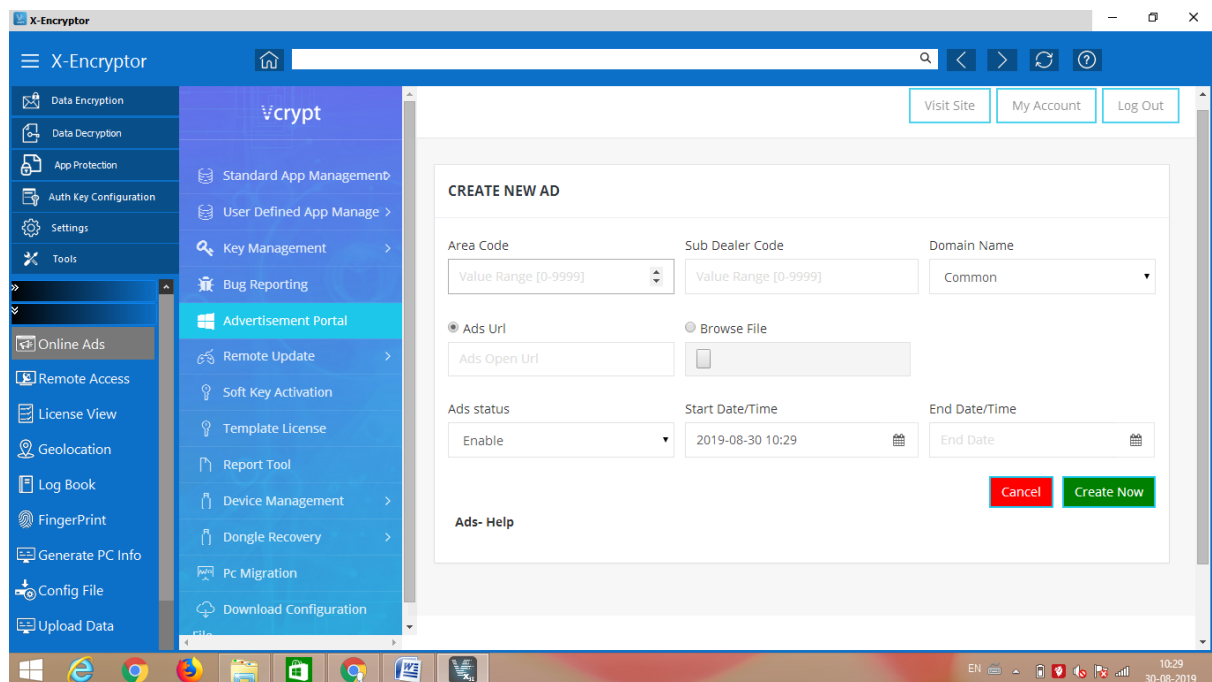 X-Encryptor
X-Encryptor
Data Encryption
Data Decryption
App Protection
Auth Key Configuration
Settings
Tools
Online Ads
Remote Access
License View
Geolocation
Log Book
FingerPrint
Generate PC Info
Config File
Upload Data
Vcrypt
Standard App Management
User Defined App Manage
Key Management
Bug Reporting
Advertisement Portal
Remote Update
Soft Key Activation
Template License
Report Tool
Device Management
Dongle Recovery
Pc Migration
Download Configuration
File
Visit Site
My Account
Log Out
CREATE NEW AD
Area Code
Sub Dealer Code
Domain Name
Value Range [0-9999]
Value Range [0-9999]
Common
Ads Url
Browse File
Ads Open Url
Ads status
Start Date/Time
End Date/Time
Enable
2019-08-30 10:29
End Date
Cancel
Create Now
Ads- Help
EN
10:29
30-08-2019